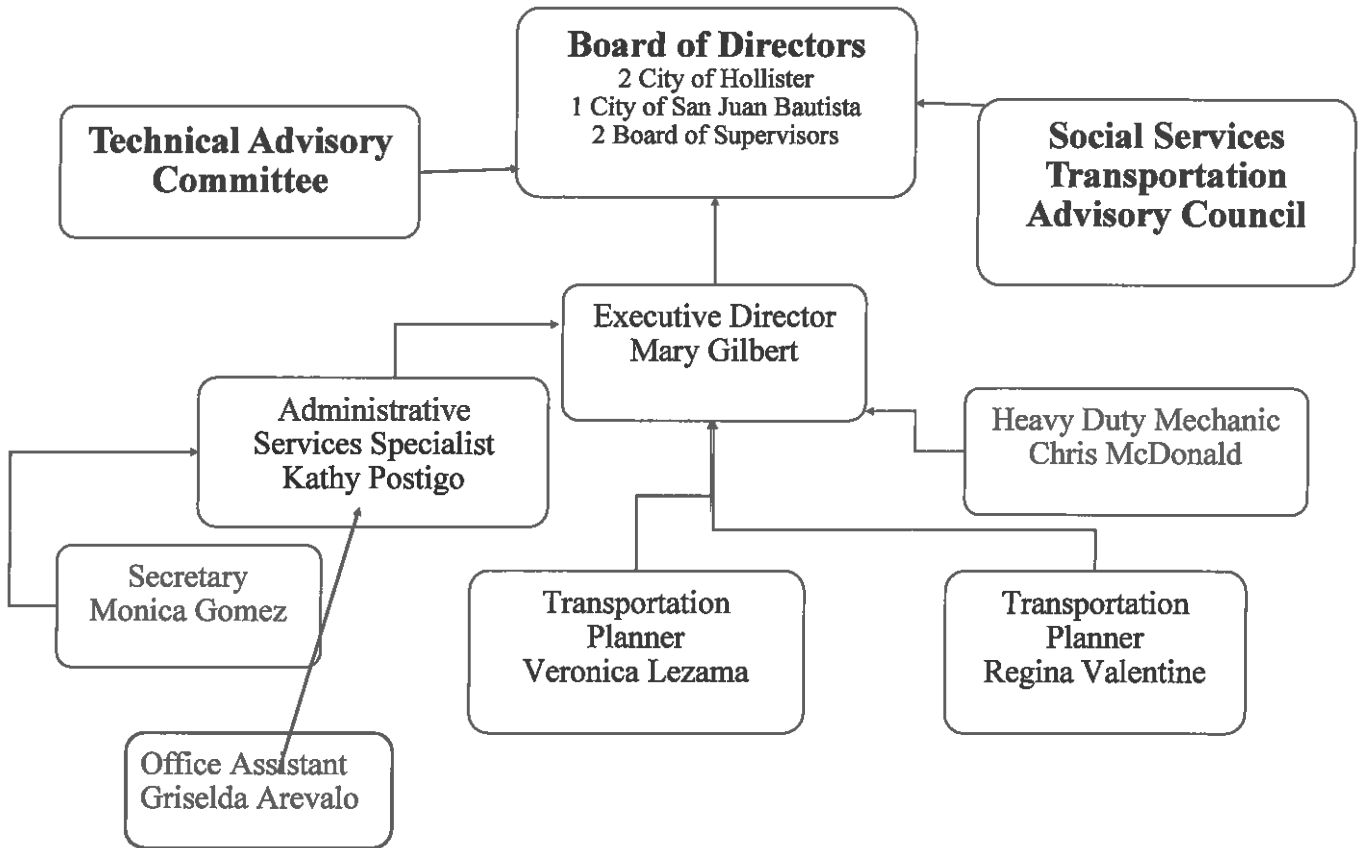 Board of Directors
2 City of Hollister
1 City of San Juan Bautista
2 Board of Supervisors
Technical Advisory
Committee
Social Services
Transportation
Advisory Council
Executive Director
Mary Gilbert
Administrative
Services Specialist
Kathy Postigo
Heavy Duty Mechanic
Chris McDonald
Secretary
Monica Gomez
Transportation
Planner
Veronica Lezama
Transportation
Planner
Regina Valentine
Office Assistant
Griselda Arevalo